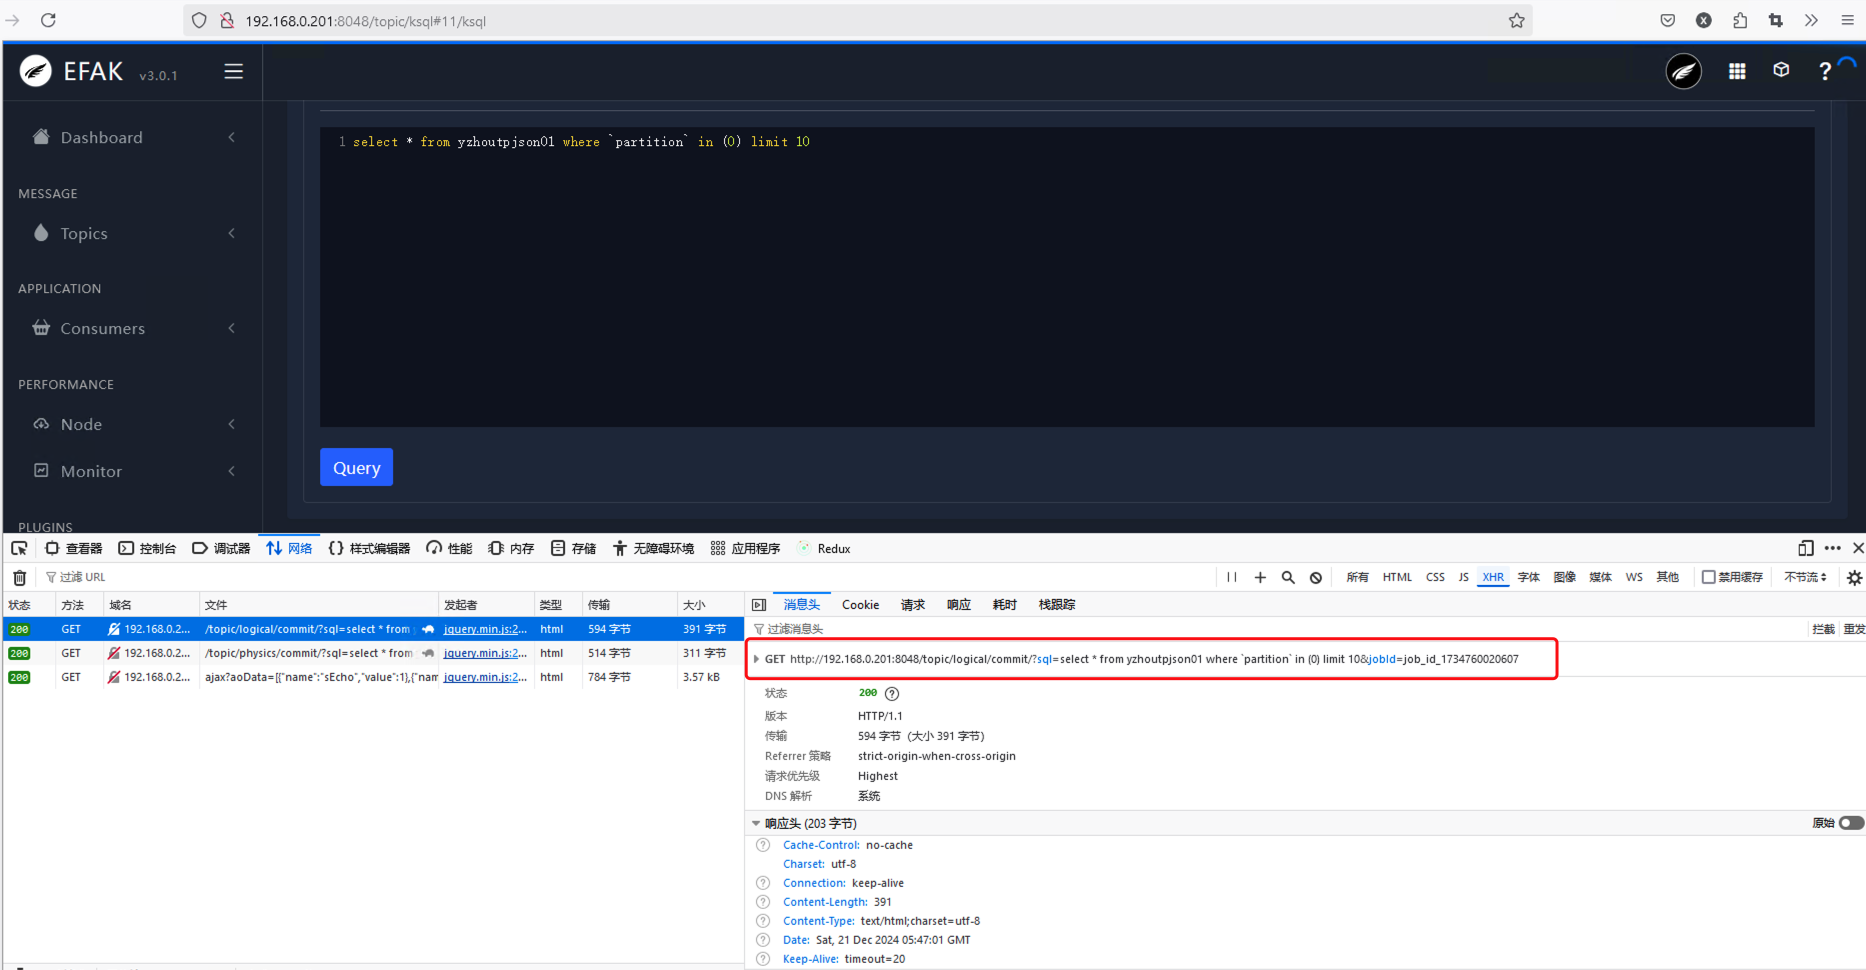 192.168.0.201:8048/topic/ksql#11/ksql
EFAK v3.0.1
?
Dashboard
MESSAGE
Topics
APPLICATION
Consumers
PERFORMANCE
Node
Monitor
PLUGINS
1 select * from yzhoutpjson01 where `partition` in (0) limit 10
Query
查看器 控制台 调试器 网络 样式编辑器 性能 内存 存储 无障碍环境 应用程序 Redux
过滤 URL
所有 HTML CSS JS XHR 字体 图像 媒体 WS 其他 禁用缓存 不节流
状态 方法 域名 文件 发起者 类型 传输 大小
200 GET 192.168.0.2... /topic/logical/commit/?sql=select * from jquery.min.js:2... html 594 字节 391 字节
200 GET 192.168.0.2... /topic/physics/commit/?sql=select * from jquery.min.js:2... html 514 字节 311 字节
200 GET 192.168.0.2... ajax?aoData=[{"name":"sEcho","value":1},{"nam jquery.min.js:2... html 784 字节 3.57 kB
消息头 Cookie 请求 响应 耗时 栈跟踪
过滤消息头
拦截 重发
GET http://192.168.0.201:8048/topic/logical/commit/?sql=select * from yzhoutpjson01 where `partition` in (0) limit 10&jobId=job_id_1734760020607
状态 200
版本 HTTP/1.1
传输 594 字节 (大小 391 字节)
Referrer 策略 strict-origin-when-cross-origin
请求优先级 Highest
DNS 解析 系统
响应头 (203 字节)
原始
Cache-Control: no-cache
Charset: utf-8
Connection: keep-alive
Content-Length: 391
Content-Type: text/html;charset=utf-8
Date: Sat, 21 Dec 2024 05:47:01 GMT
Keep-Alive: timeout=20